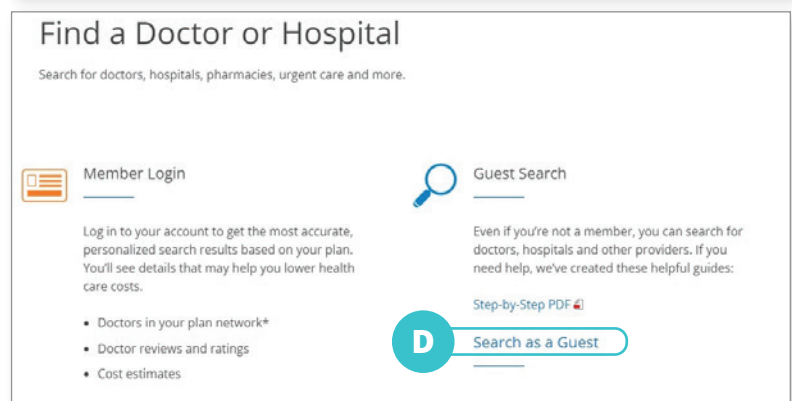 Find a Doctor or Hospital
Search for doctors, hospitals, pharmacies, urgent care and more.
Member Login
Log in to your account to get the most accurate,
personalized search results based on your plan.
You'll see details that may help you lower health
care costs.
• Doctors in your plan network*
• Doctor reviews and ratings
• Cost estimates
Guest Search
Even if you're not a member, you can search for
doctors, hospitals and other providers. If you
need help, we've created these helpful guides:
Step-by-Step PDF
D
Search as a Guest